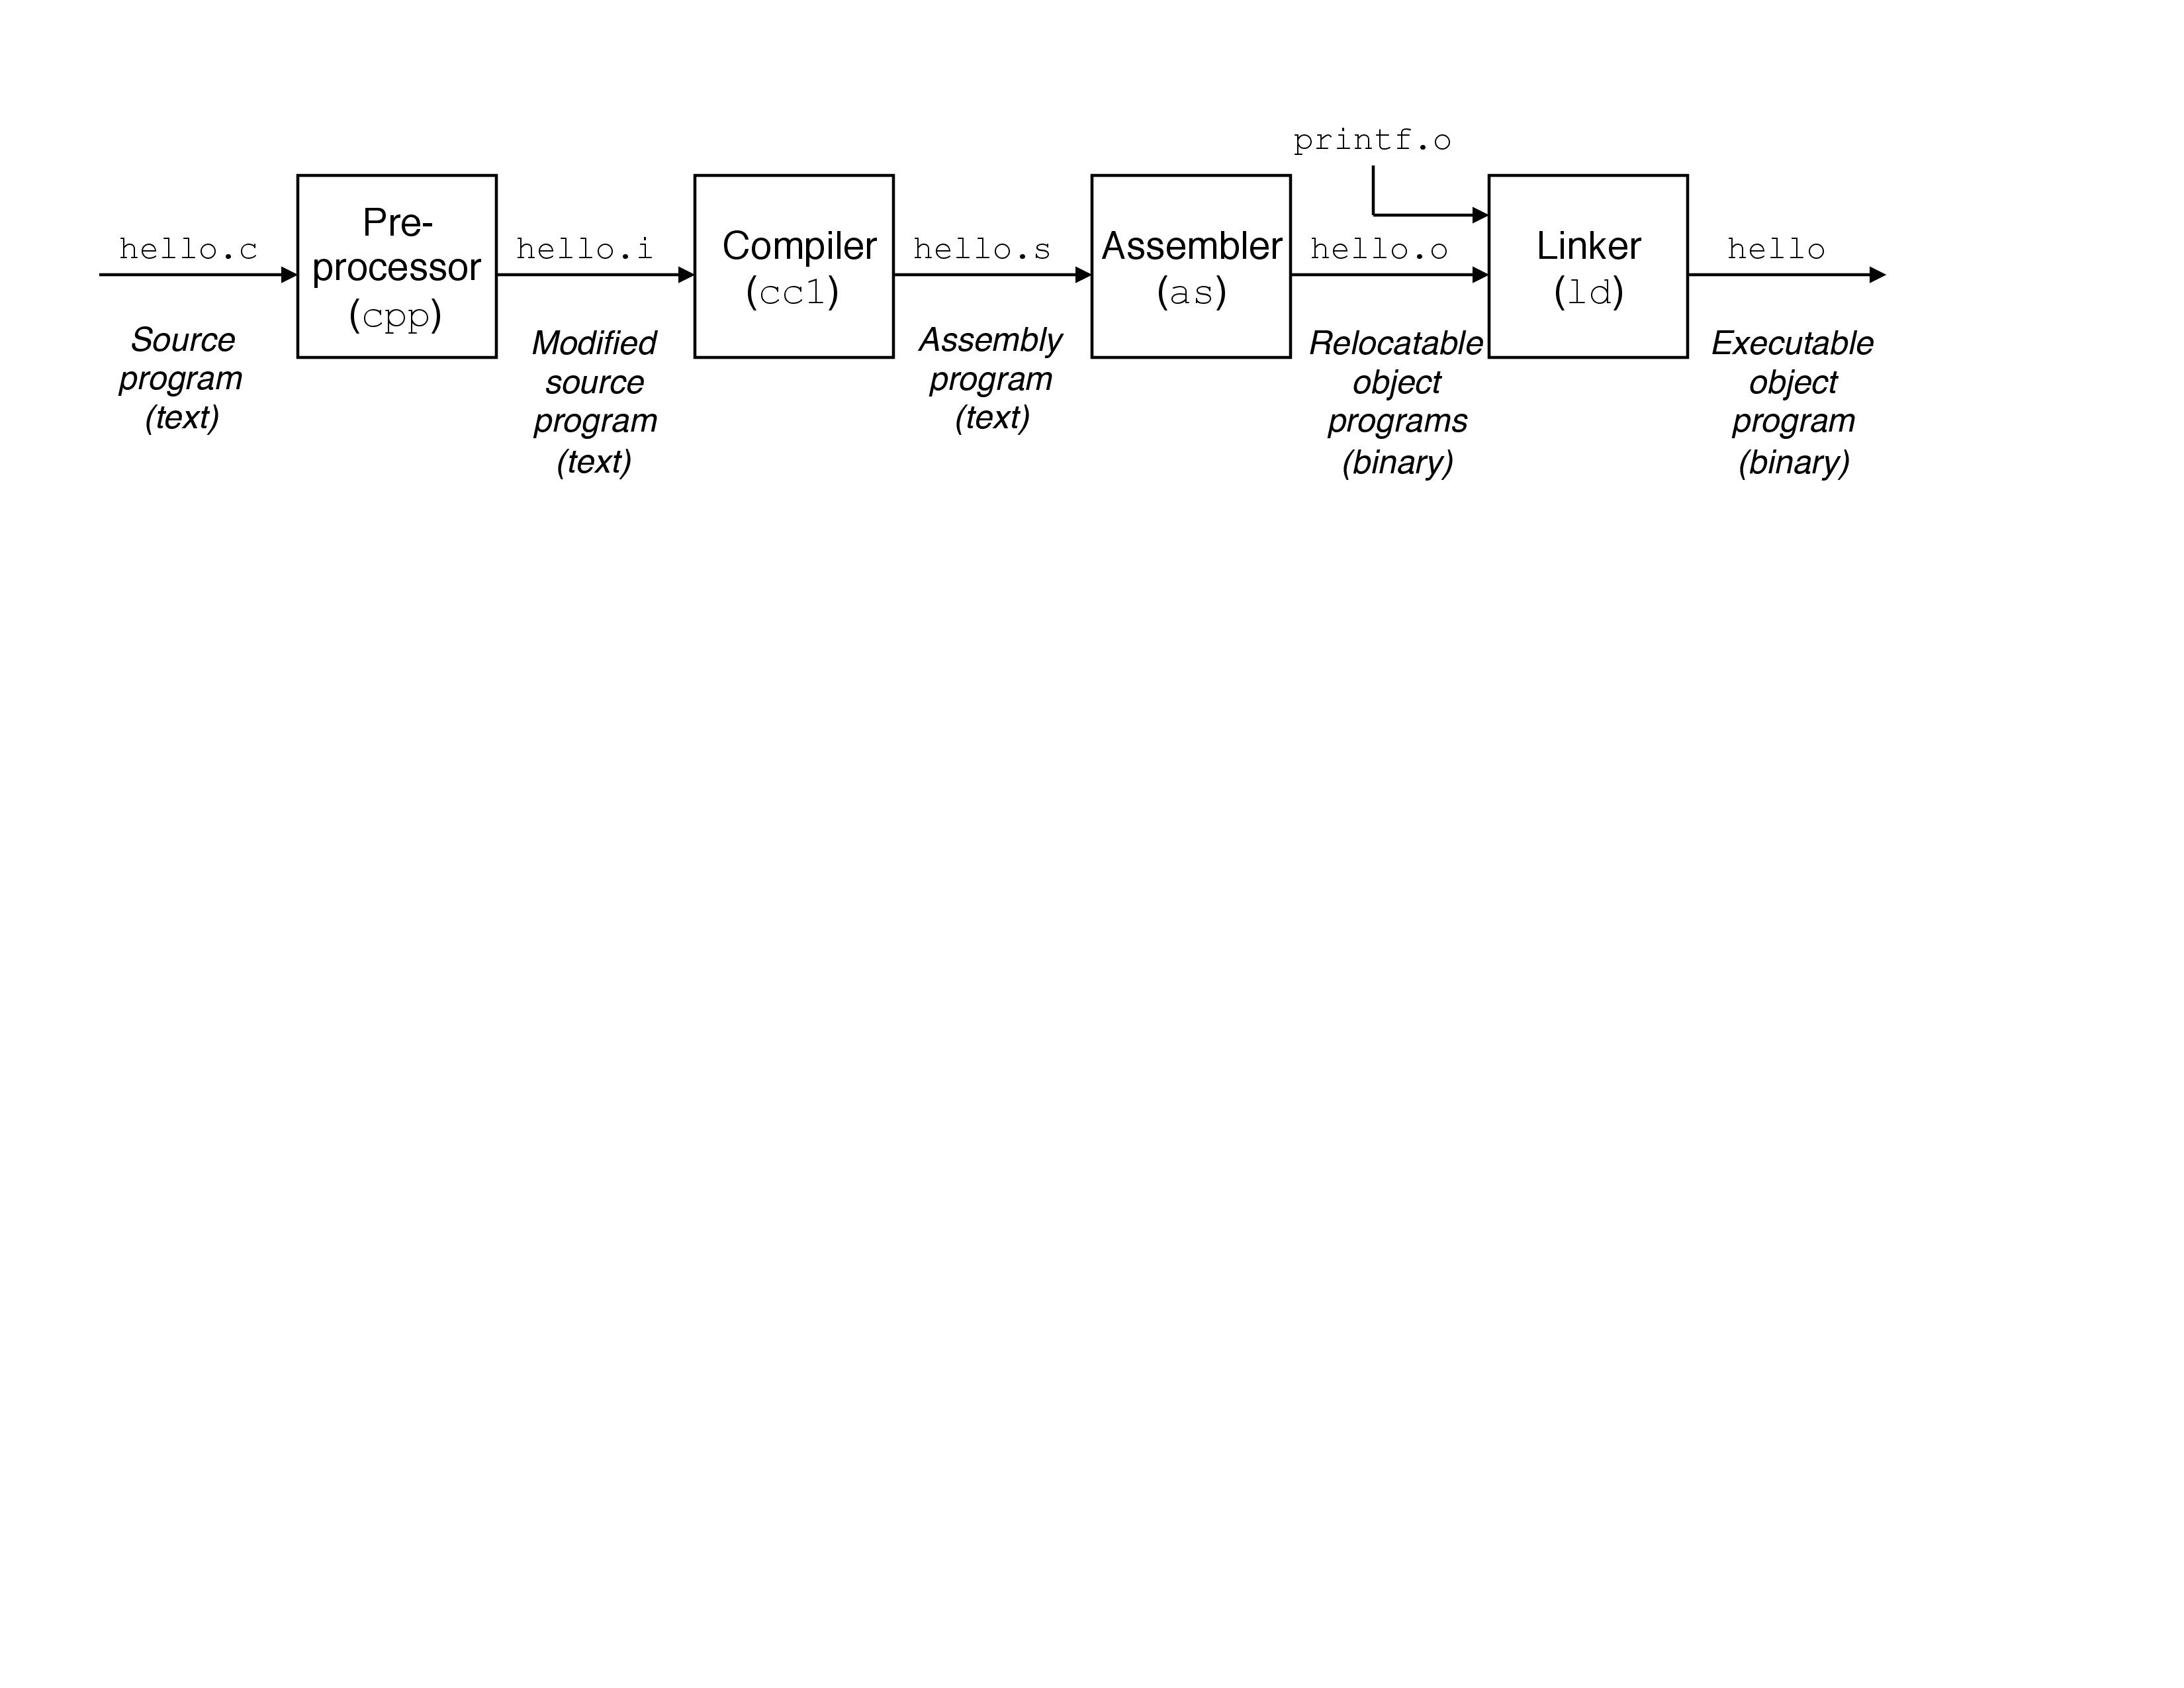 printf.o
hello.c
Pre-
processor
(cpp)
hello.i
Compiler
(cc1)
hello.s
Assembler
(as)
hello.o
Linker
(ld)
hello
Source
program
(text)
Modified
source
program
(text)
Assembly
program
(text)
Relocatable
object
programs
(binary)
Executable
object
program
(binary)